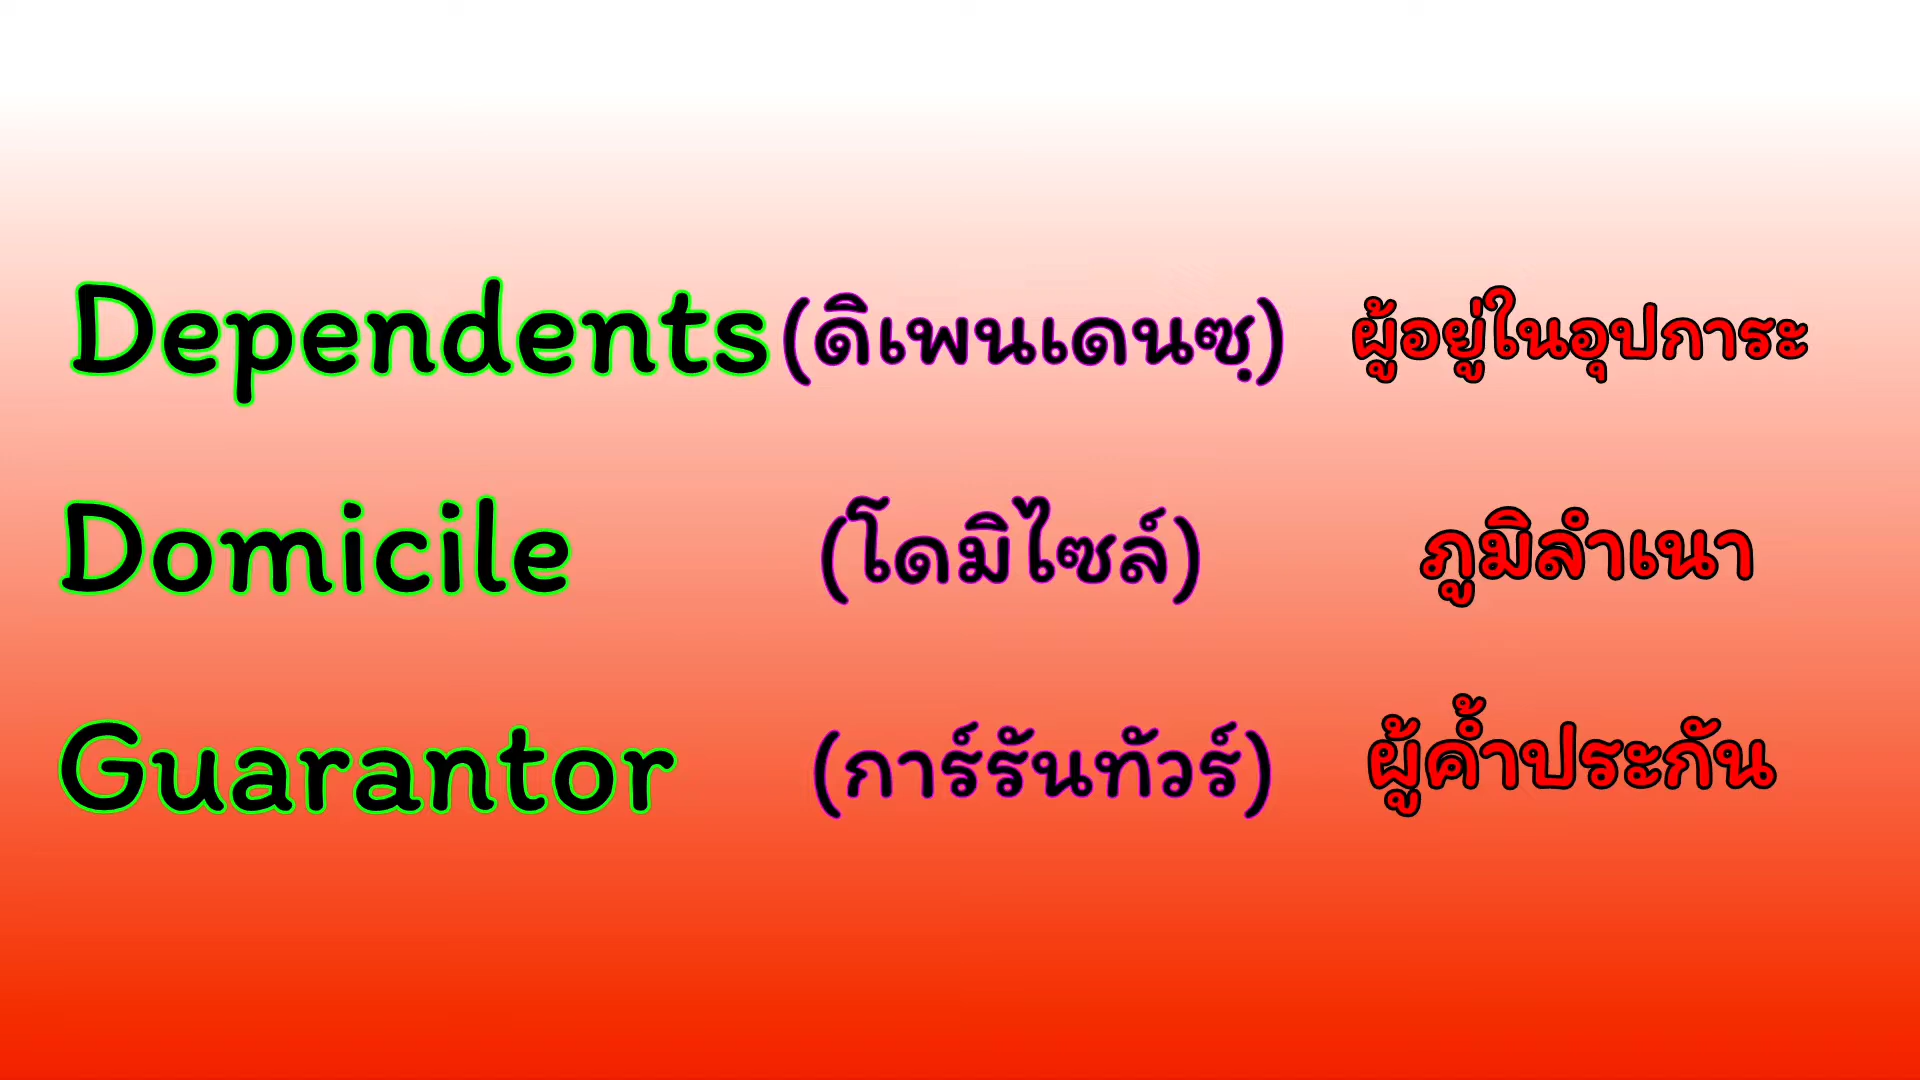 Dependents (ดิเพนเดนซฺ) ผู้อยู่ในอุปการะ
Domicile (โดมิไซล์) ภูมิลำเนา
Guarantor (การ์รันทัวร์) ผู้ค้ำประกัน